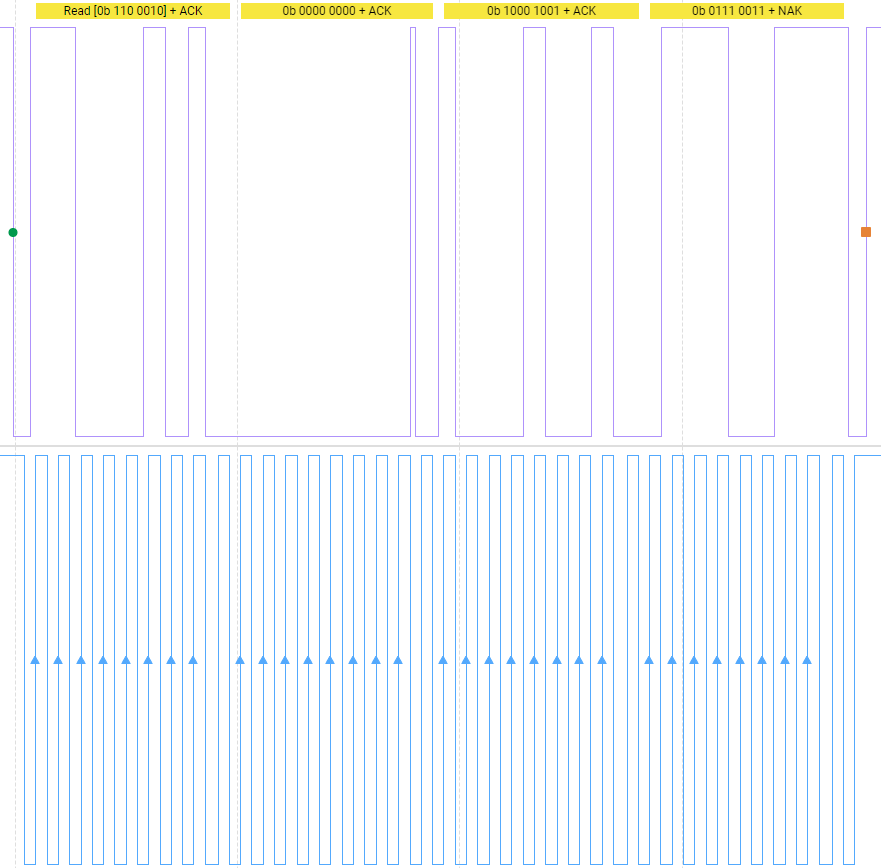 Read [0b 110 0010] + ACK
0b 0000 0000 + ACK
0b 1000 1001 + ACK
0b 0111 0011 + NAK